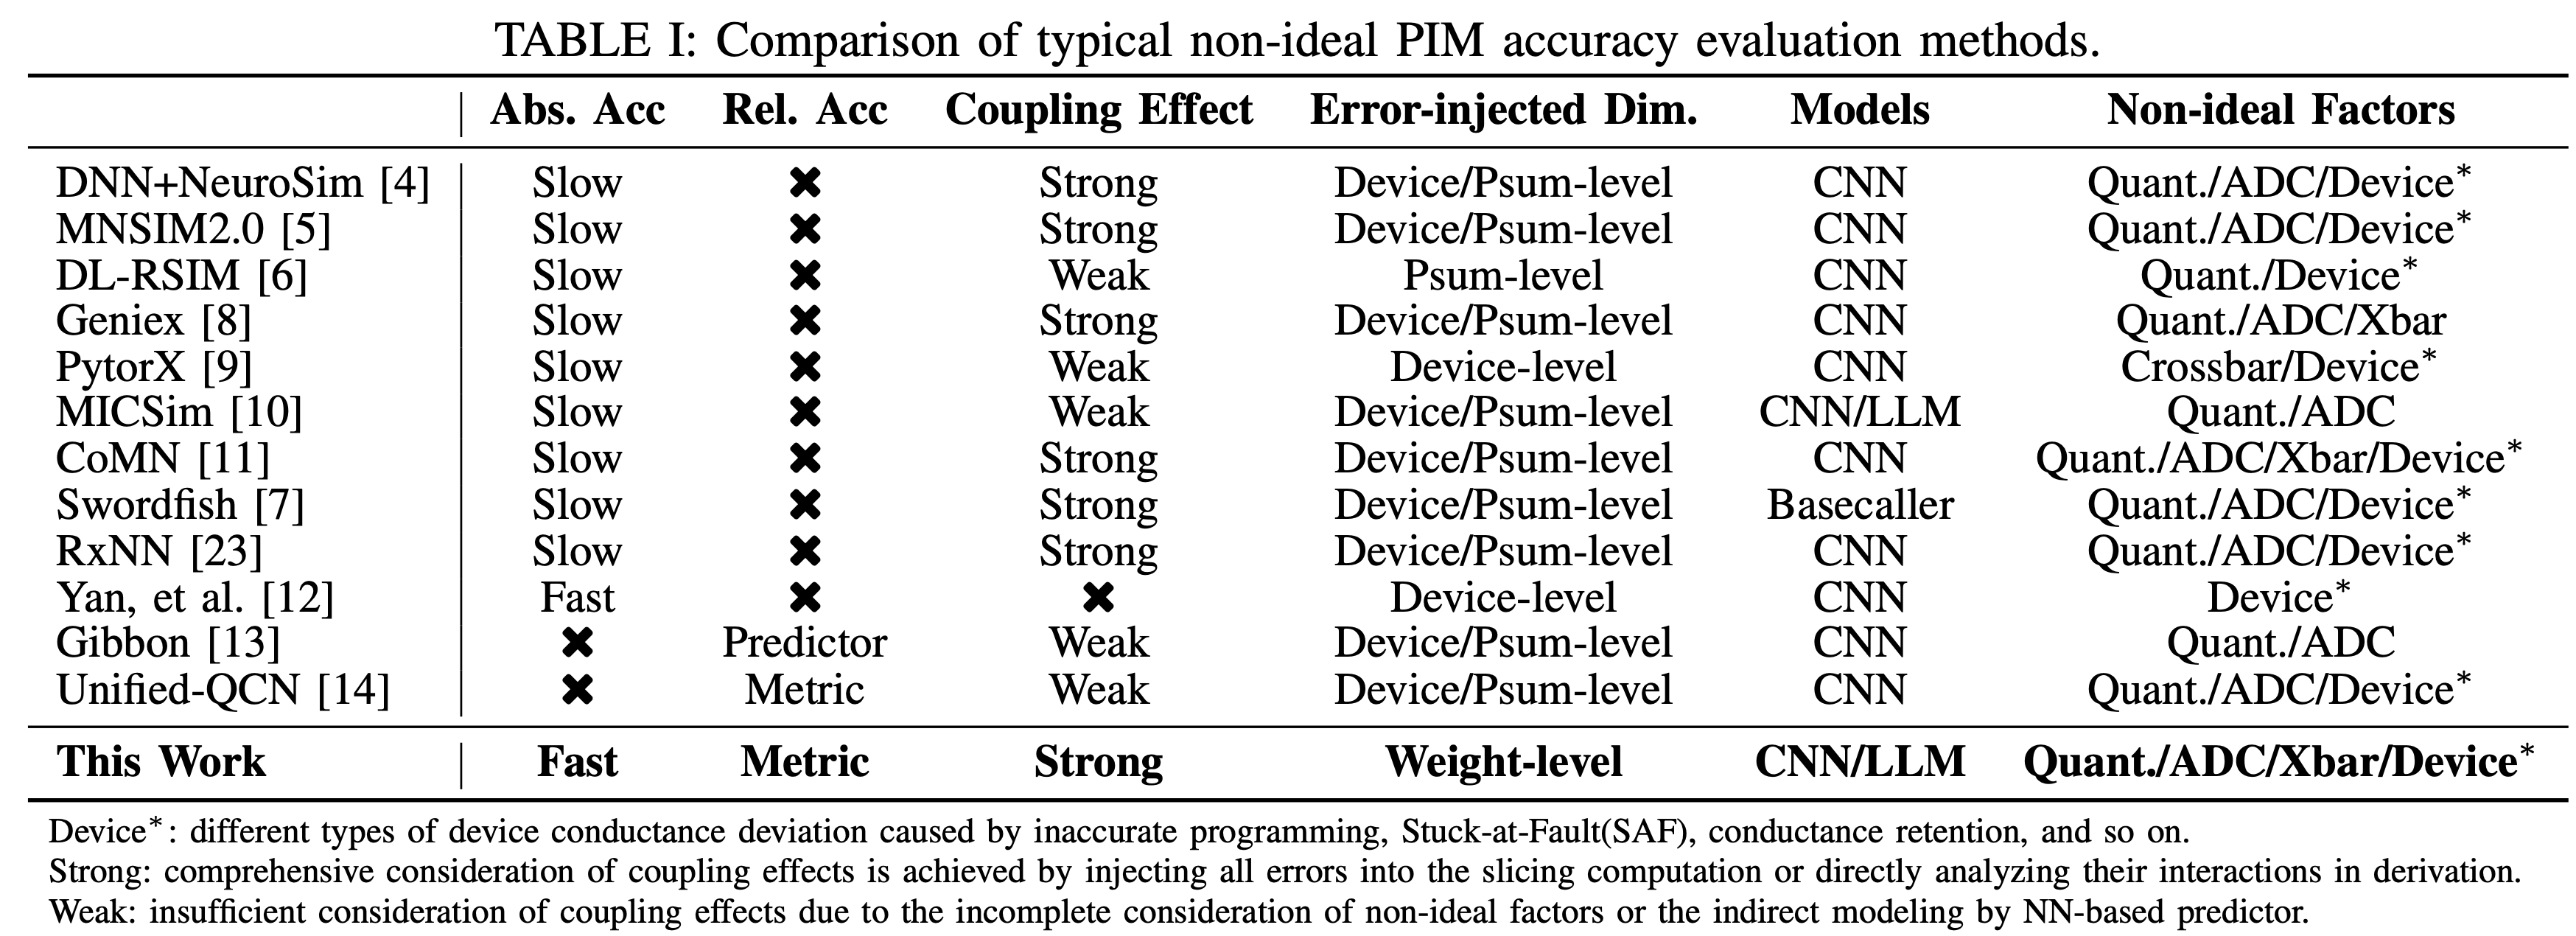 TABLE I: Comparison of typical non-ideal PIM accuracy evaluation methods.
Abs. Acc Rel. Acc Coupling Effect Error-injected Dim. Models Non-ideal Factors
DNN+NeuroSim [4] Slow ✖ Strong Device/Psum-level CNN Quant./ADC/Device*
MNSIM2.0 [5] Slow ✖ Strong Device/Psum-level CNN Quant./ADC/Device*
DL-RSIM [6] Slow ✖ Weak Psum-level CNN Quant./Device*
Geniex [8] Slow ✖ Strong Device/Psum-level CNN Quant./ADC/Xbar
PytorX [9] Slow ✖ Weak Device-level CNN Crossbar/Device*
MICSim [10] Slow ✖ Weak Device/Psum-level CNN/LLM Quant./ADC
CoMN [11] Slow ✖ Strong Device/Psum-level CNN Quant./ADC/Xbar/Device*
Swordfish [7] Slow ✖ Strong Device/Psum-level Basecaller Quant./ADC/Device*
RxNN [23] Slow ✖ Strong Device/Psum-level CNN Quant./ADC/Device*
Yan, et al. [12] Fast ✖ ✖ Device-level CNN Device*
Gibbon [13] ✖ Predictor Weak Device/Psum-level CNN Quant./ADC
Unified-QCN [14] ✖ Metric Weak Device/Psum-level CNN Quant./ADC/Device*
This Work Fast Metric Strong Weight-level CNN/LLM Quant./ADC/Xbar/Device*
Device*: different types of device conductance deviation caused by inaccurate programming, Stuck-at-Fault(SAF), conductance retention, and so on.
Strong: comprehensive consideration of coupling effects is achieved by injecting all errors into the slicing computation or directly analyzing their interactions in derivation.
Weak: insufficient consideration of coupling effects due to the incomplete consideration of non-ideal factors or the indirect modeling by NN-based predictor.